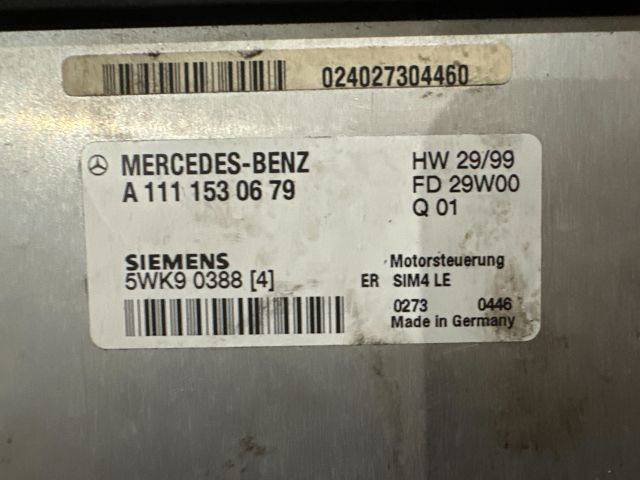 024027304460
MERCEDES-BENZ
A 111 153 06 79
HW 29/99
FD 29W00
Q 01
SIEMENS
5WK9 0388 [4]
Motorsteuerung
ER SIM4 LE
0273 0446
Made in Germany